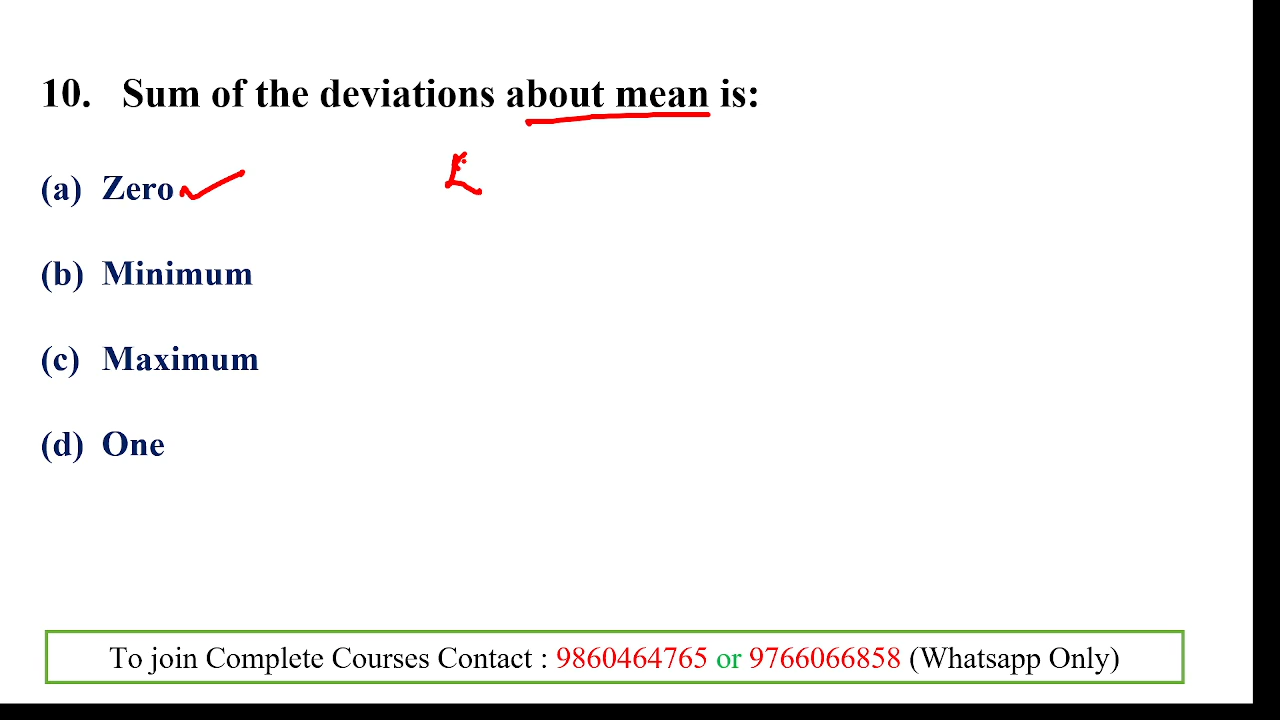 10. Sum of the deviations about mean is:
(a) Zero
(b) Minimum
(c) Maximum
(d) One
To join Complete Courses Contact : 9860464765 or 9766066858 (Whatsapp Only)